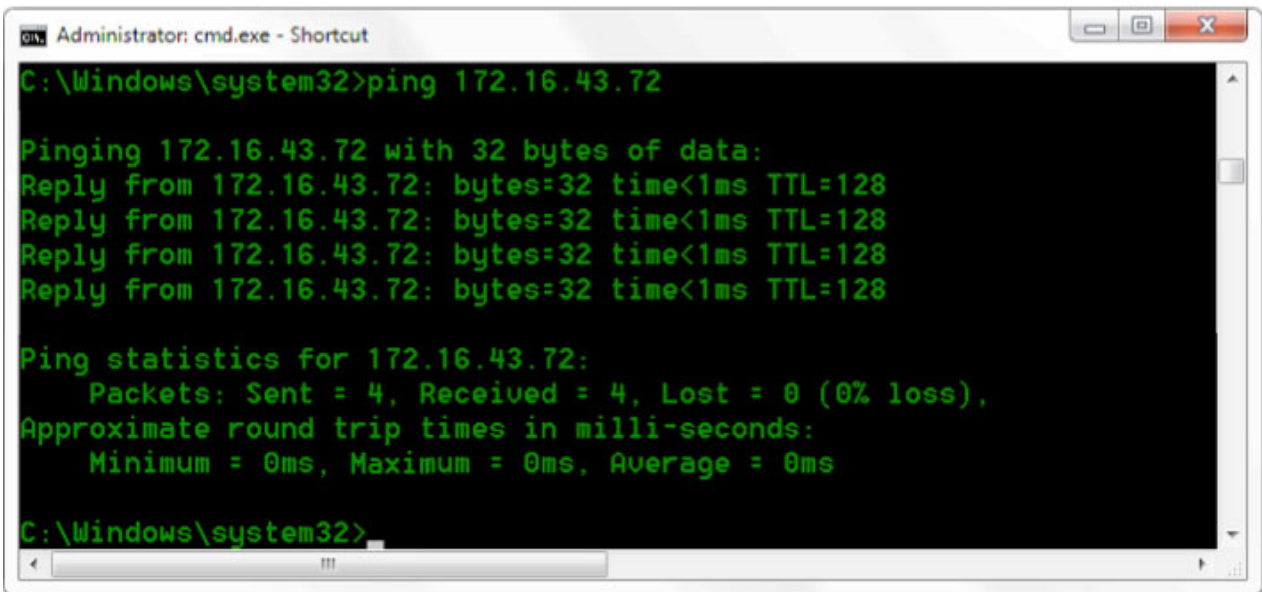 Administrator: cmd.exe - Shortcut
C:\Windows\system32>ping 172.16.43.72
Pinging 172.16.43.72 with 32 bytes of data:
Reply from 172.16.43.72: bytes=32 time<1ms TTL=128
Reply from 172.16.43.72: bytes=32 time<1ms TTL=128
Reply from 172.16.43.72: bytes=32 time<1ms TTL=128
Reply from 172.16.43.72: bytes=32 time<1ms TTL=128
Ping statistics for 172.16.43.72:
Packets: Sent = 4, Received = 4, Lost = 0 (0% loss),
Approximate round trip times in milli-seconds:
Minimum = 0ms, Maximum = 0ms, Average = 0ms
C:\Windows\system32>_